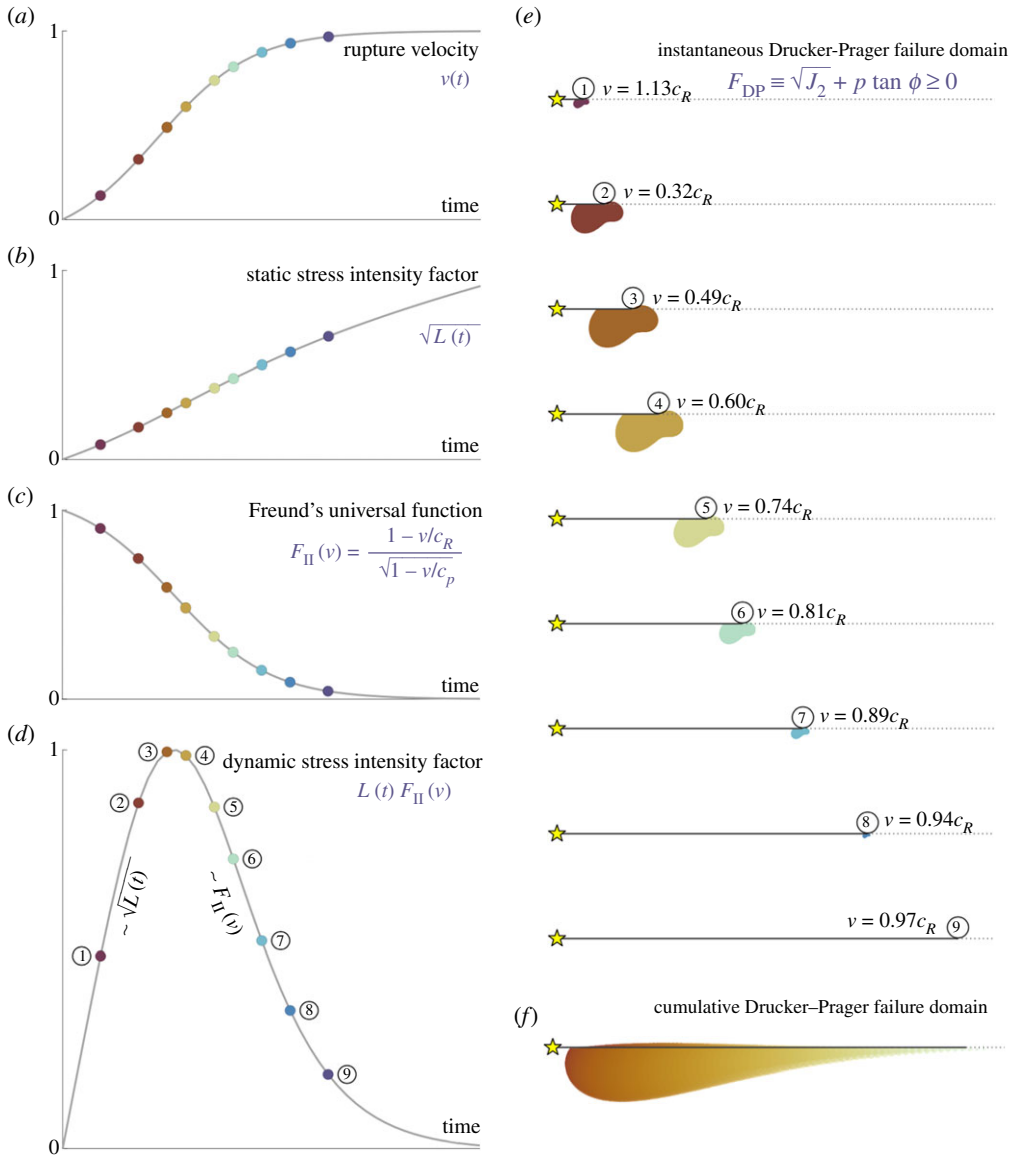 (a)
1
rupture velocity
v(t)
time
0
(b)
1
static stress intensity factor
√L (t)
time
0
(c)
1
Freund's universal function
F_II (v) = (1 − v/c_R) / √(1 − v/c_p)
time
0
(d)
1
dynamic stress intensity factor
L (t) F_II (v)
3
4
2
5
~ √L (t)
~ F_II (v)
6
1
7
8
9
time
0
(e)
instantaneous Drucker-Prager failure domain
F_DP ≡ √J_2 + p tan ϕ ≥ 0
1 v = 1.13c_R
2 v = 0.32c_R
3 v = 0.49c_R
4 v = 0.60c_R
5 v = 0.74c_R
6 v = 0.81c_R
7 v = 0.89c_R
8 v = 0.94c_R
v = 0.97c_R 9
(f)
cumulative Drucker–Prager failure domain